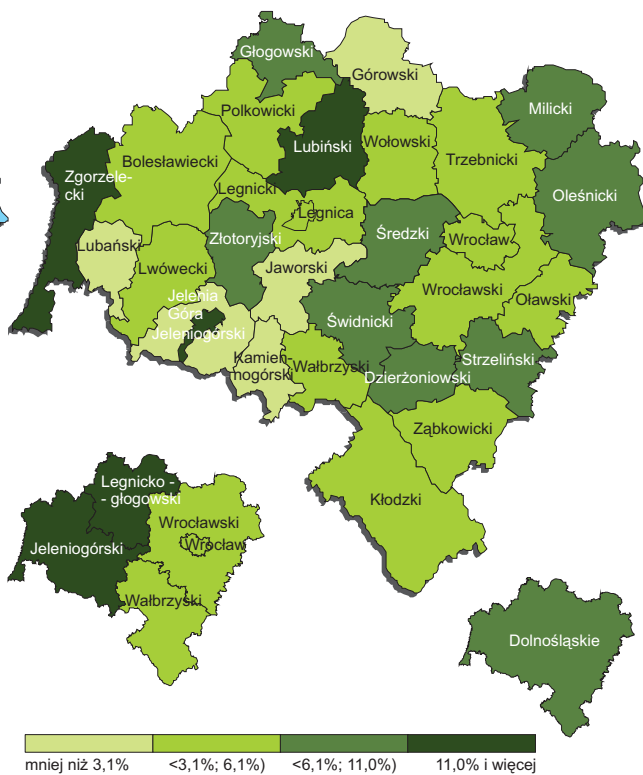 Głogowski
Górowski
Milicki
Polkowicki
Lubiński
Wołowski
Trzebnicki
Bolesławiecki
Zgorzele-
cki
Legnicki
Oleśnicki
Legnica
Lubański
Złotoryjski
Średzki
Wrocław
Lwówecki
Jaworski
Wrocławski
Oławski
Jelenia
Góra
Jeleniogórski
Świdnicki
Kamien-
nogórski
Wałbrzyski
Dzierżoniowski
Strzeliński
Ząbkowicki
Kłodzki
Legnicko -
- głogowski
Wrocławski
Jeleniogórski
Wrocław
Wałbrzyski
Dolnośląskie
mniej niż 3,1% <3,1%; 6,1%) <6,1%; 11,0%) 11,0% i więcej